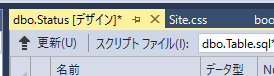 dbo.Status [デザイン]* Site.css
更新(U) スクリプト ファイル(I): dbo.Table.sql*
名前 データ型